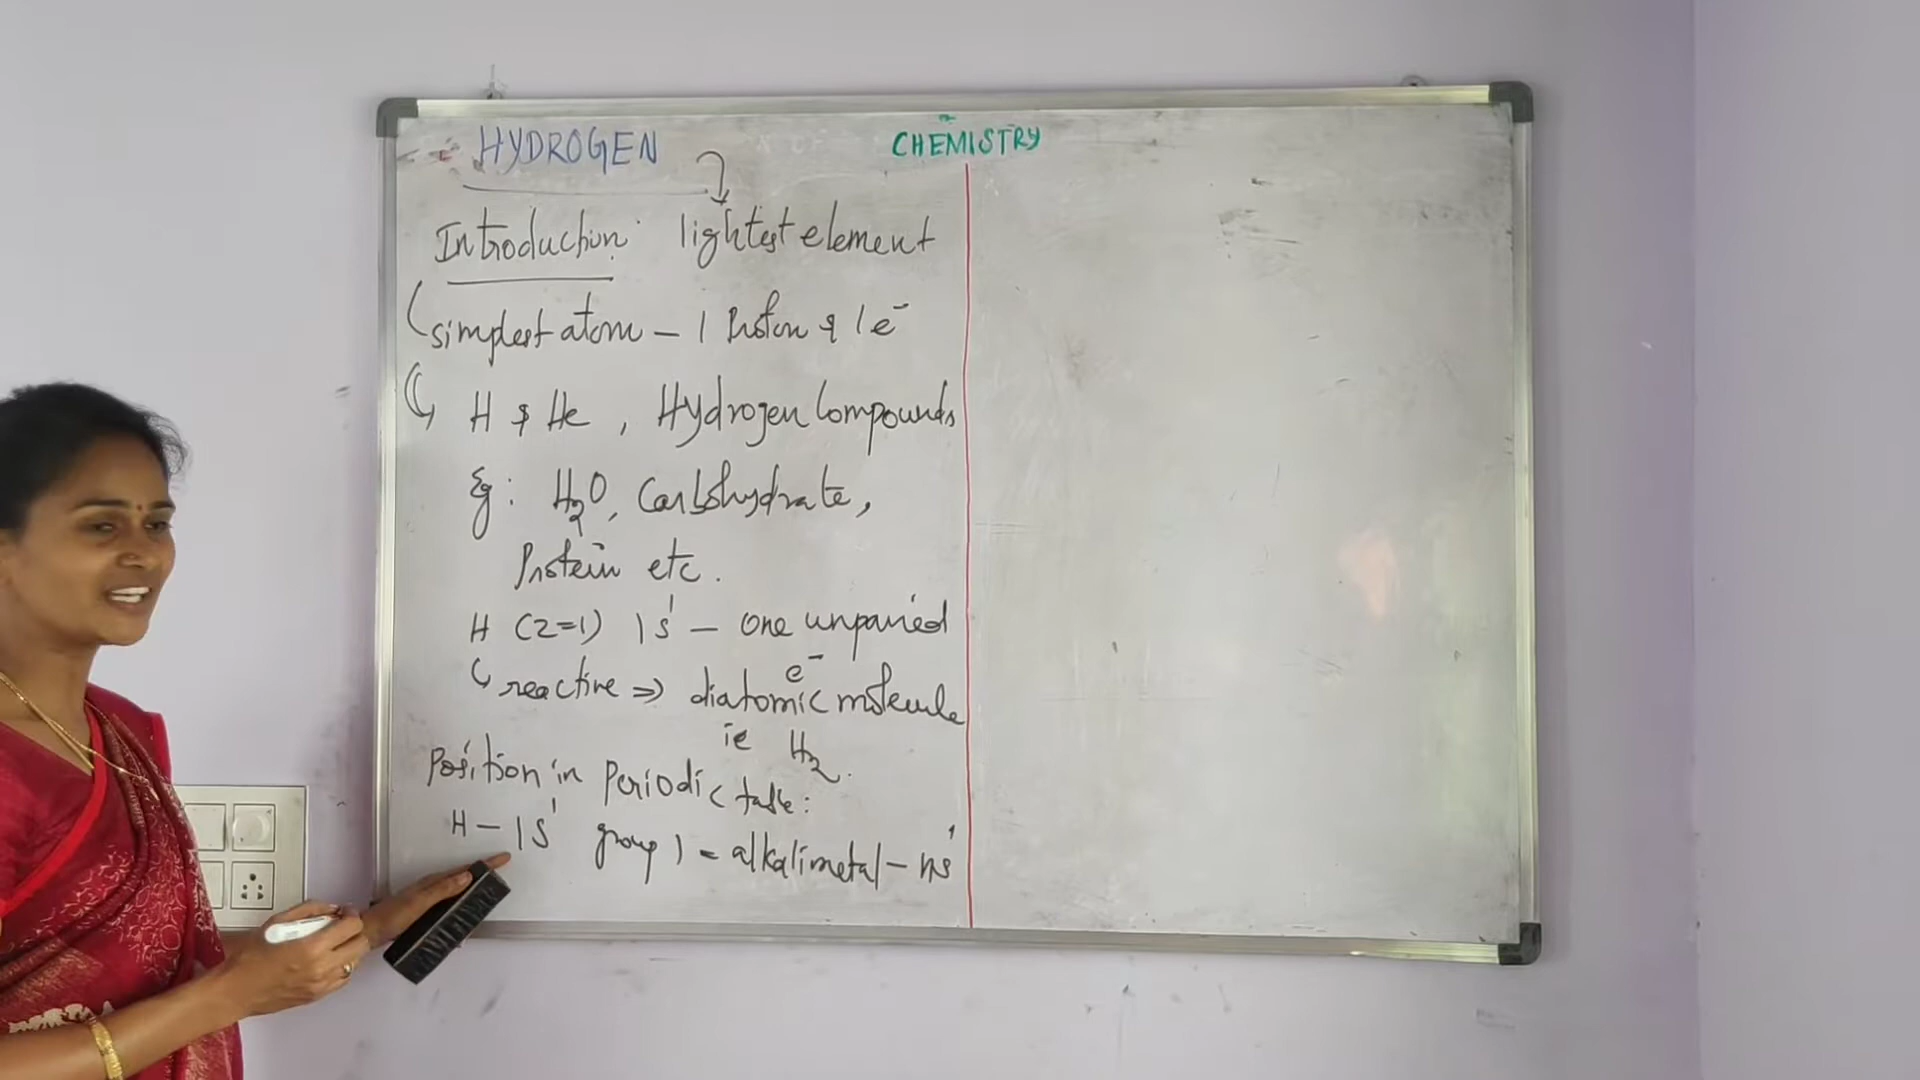 HYDROGEN
CHEMISTRY
Introduction: lightest element
simplest atom – 1 Proton & 1 e⁻
H & He, Hydrogen Compounds
Eg: H₂O, Carbohydrate,
Protein etc.
H (Z=1) 1S¹ – one unpaired
e⁻
reactive ⇒ diatomic molecule
ie H₂.
Position in Periodic table:
H – 1S¹ group 1 – alkalimetal – ns¹